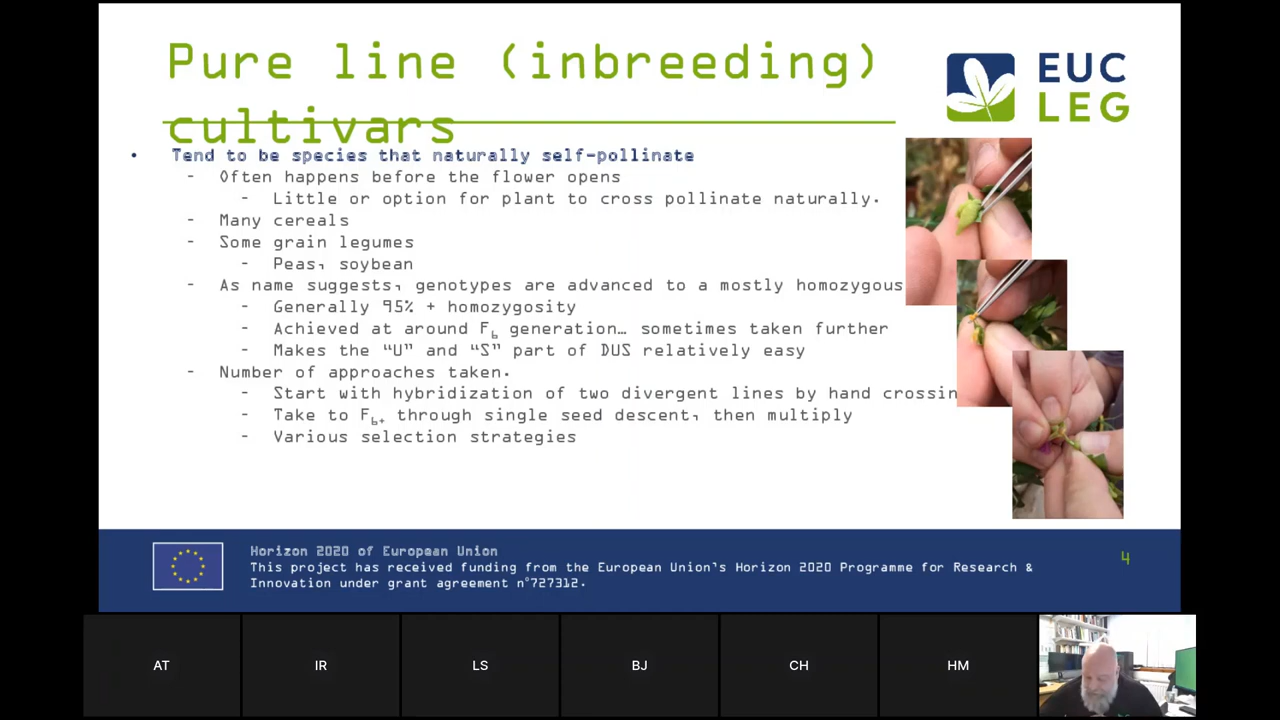 Pure line (inbreeding)
cultivars
EUC
LEG
• Tend to be species that naturally self-pollinate
- Often happens before the flower opens
- Little or option for plant to cross pollinate naturally.
- Many cereals
- Some grain legumes
- Peas, soybean
- As name suggests, genotypes are advanced to a mostly homozygous
- Generally 95% + homozygosity
- Achieved at around F6 generation… sometimes taken further
- Makes the “U” and “S” part of DUS relatively easy
- Number of approaches taken.
- Start with hybridization of two divergent lines by hand crossin
- Take to F6+ through single seed descent, then multiply
- Various selection strategies
Horizon 2020 of European Union
This project has received funding from the European Union’s Horizon 2020 Programme for Research &
Innovation under grant agreement n°727312.
4
AT IR LS BJ CH HM